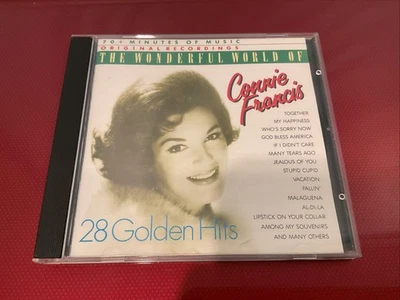 70+ MINUTES OF MUSIC
ORIGINAL RECORDINGS
THE WONDERFUL WORLD OF
Connie
Francis
TOGETHER
MY HAPPINESS
WHO'S SORRY NOW
GOD BLESS AMERICA
IF I DIDN'T CARE
MANY TEARS AGO
JEALOUS OF YOU
STUPID CUPID
VACATION
FALLIN'
MALAGUENA
AL-DI-LA
LIPSTICK ON YOUR COLLAR
AMONG MY SOUVENIRS
AND MANY OTHERS
28 Golden Hits